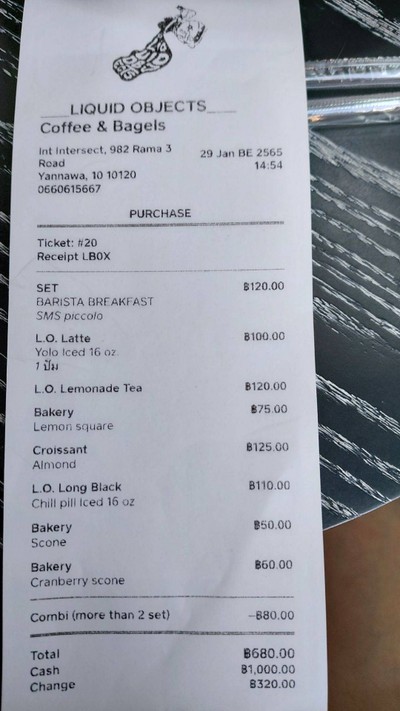 LIQUID OBJECTS
Coffee & Bagels
Int Intersect, 982 Rama 3
Road
Yannawa, 10 10120
0660615667
29 Jan BE 2565
14:54
PURCHASE
Ticket: #20
Receipt LB0X
SET ฿120.00
BARISTA BREAKFAST
SMS piccolo
L.O. Latte ฿100.00
Yolo Iced 16 oz.
1 ปั๊ม
L.O. Lemonade Tea ฿120.00
Bakery ฿75.00
Lemon square
Croissant ฿125.00
Almond
L.O. Long Black ฿110.00
Chill pill Iced 16 oz
Bakery ฿50.00
Scone
Bakery ฿60.00
Cranberry scone
Combi (more than 2 set) –฿80.00
Total ฿680.00
Cash ฿1,000.00
Change ฿320.00